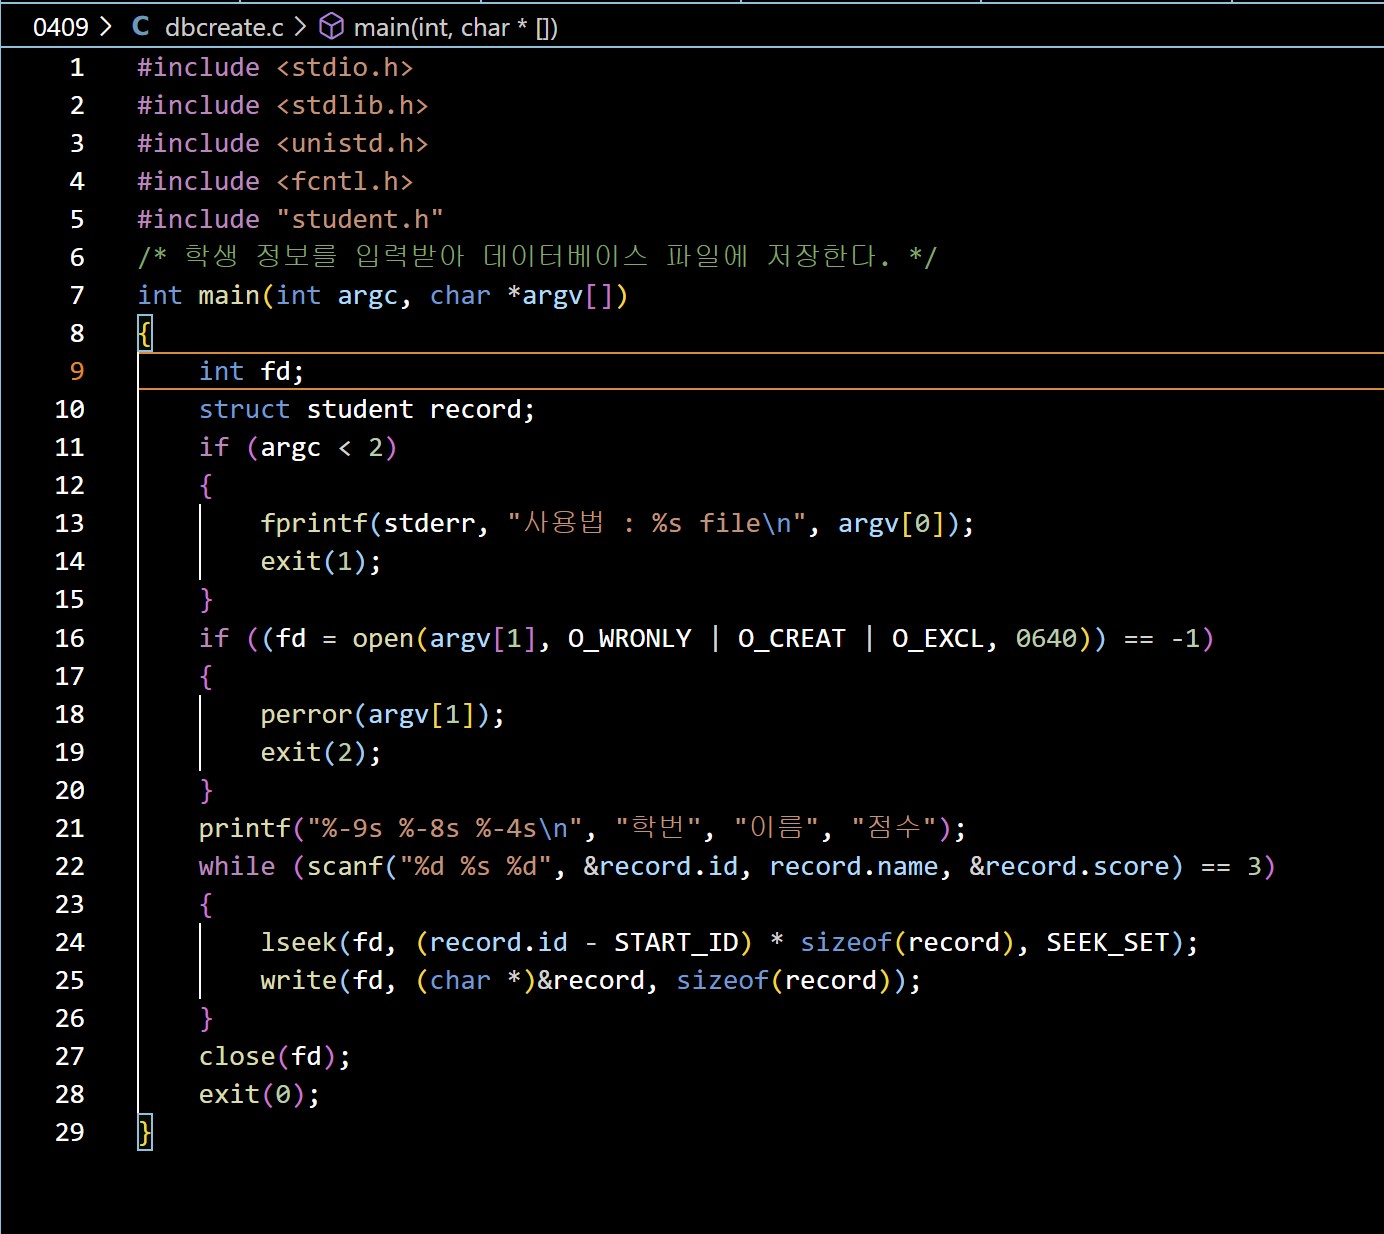 0409 > C dbcreate.c > main(int, char * [])
1 #include <stdio.h>
2 #include <stdlib.h>
3 #include <unistd.h>
4 #include <fcntl.h>
5 #include "student.h"
6 /* 학생 정보를 입력받아 데이터베이스 파일에 저장한다. */
7 int main(int argc, char *argv[])
8 {
9     int fd;
10     struct student record;
11     if (argc < 2)
12     {
13         fprintf(stderr, "사용법 : %s file\n", argv[0]);
14         exit(1);
15     }
16     if ((fd = open(argv[1], O_WRONLY | O_CREAT | O_EXCL, 0640)) == -1)
17     {
18         perror(argv[1]);
19         exit(2);
20     }
21     printf("%-9s %-8s %-4s\n", "학번", "이름", "점수");
22     while (scanf("%d %s %d", &record.id, record.name, &record.score) == 3)
23     {
24         lseek(fd, (record.id - START_ID) * sizeof(record), SEEK_SET);
25         write(fd, (char *)&record, sizeof(record));
26     }
27     close(fd);
28     exit(0);
29 }